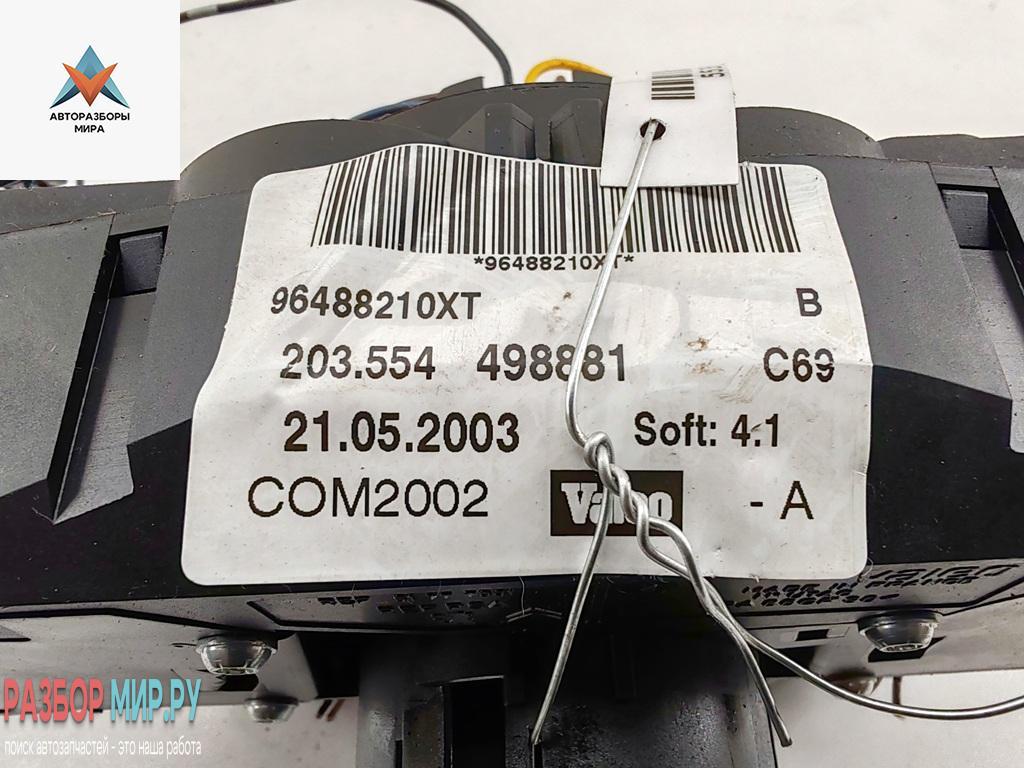 АВТОРАЗБОРЫ
МИРА
*96488210XT*
96488210XT B
203.554 498881 C69
21.05.2003 Soft: 4.1
COM2002 Valeo - A
РАЗБОР МИР.РУ
поиск автозапчастей - это наша работа